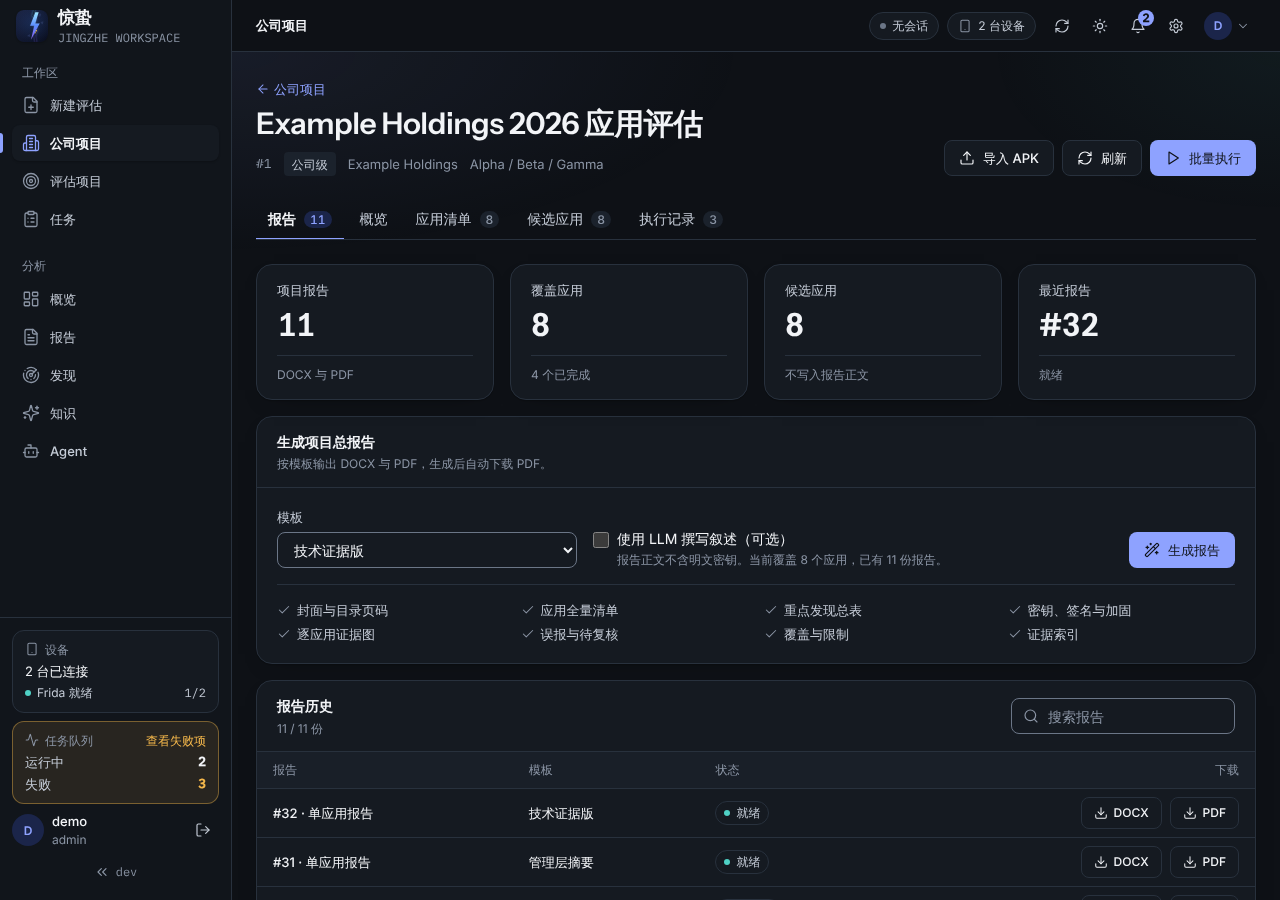 惊蛰
JINGZHE WORKSPACE
工作区
新建评估
公司项目
评估项目
任务
分析
概览
报告
发现
知识
Agent
设备
2 台已连接
Frida 就绪 1/2
任务队列 查看失败项
运行中 2
失败 3
D demo
admin
dev
公司项目 无会话 2 台设备 2 D
公司项目
Example Holdings 2026 应用评估
#1 公司级 Example Holdings Alpha / Beta / Gamma
导入 APK 刷新 批量执行
报告 11 概览 应用清单 8 候选应用 8 执行记录 3
项目报告 覆盖应用 候选应用 最近报告
11 8 8 #32
DOCX 与 PDF 4 个已完成 不写入报告正文 就绪
生成项目总报告
按模板输出 DOCX 与 PDF，生成后自动下载 PDF。
模板
技术证据版 使用 LLM 撰写叙述（可选） 生成报告
报告正文不含明文密钥。当前覆盖 8 个应用，已有 11 份报告。
封面与目录页码 应用全量清单 重点发现总表 密钥、签名与加固
逐应用证据图 误报与待复核 覆盖与限制 证据索引
报告历史
11 / 11 份 搜索报告
报告 模板 状态 下载
#32 · 单应用报告 技术证据版 就绪 DOCX PDF
#31 · 单应用报告 管理层摘要 就绪 DOCX PDF